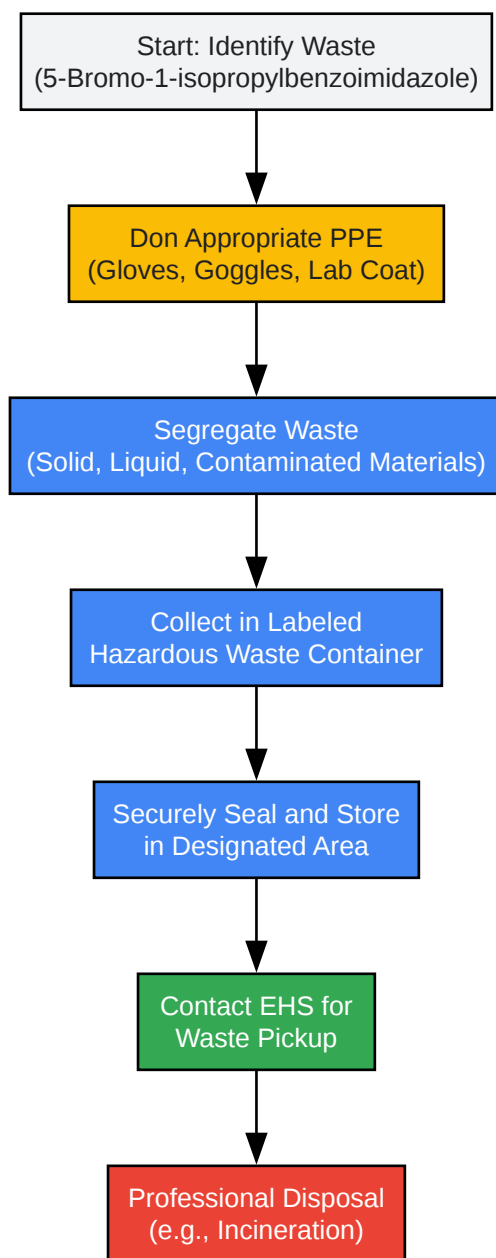 Start: Identify Waste
(5-Bromo-1-isopropylbenzoimidazole)
Don Appropriate PPE
(Gloves, Goggles, Lab Coat)
Segregate Waste
(Solid, Liquid, Contaminated Materials)
Collect in Labeled
Hazardous Waste Container
Securely Seal and Store
in Designated Area
Contact EHS for
Waste Pickup
Professional Disposal
(e.g., Incineration)